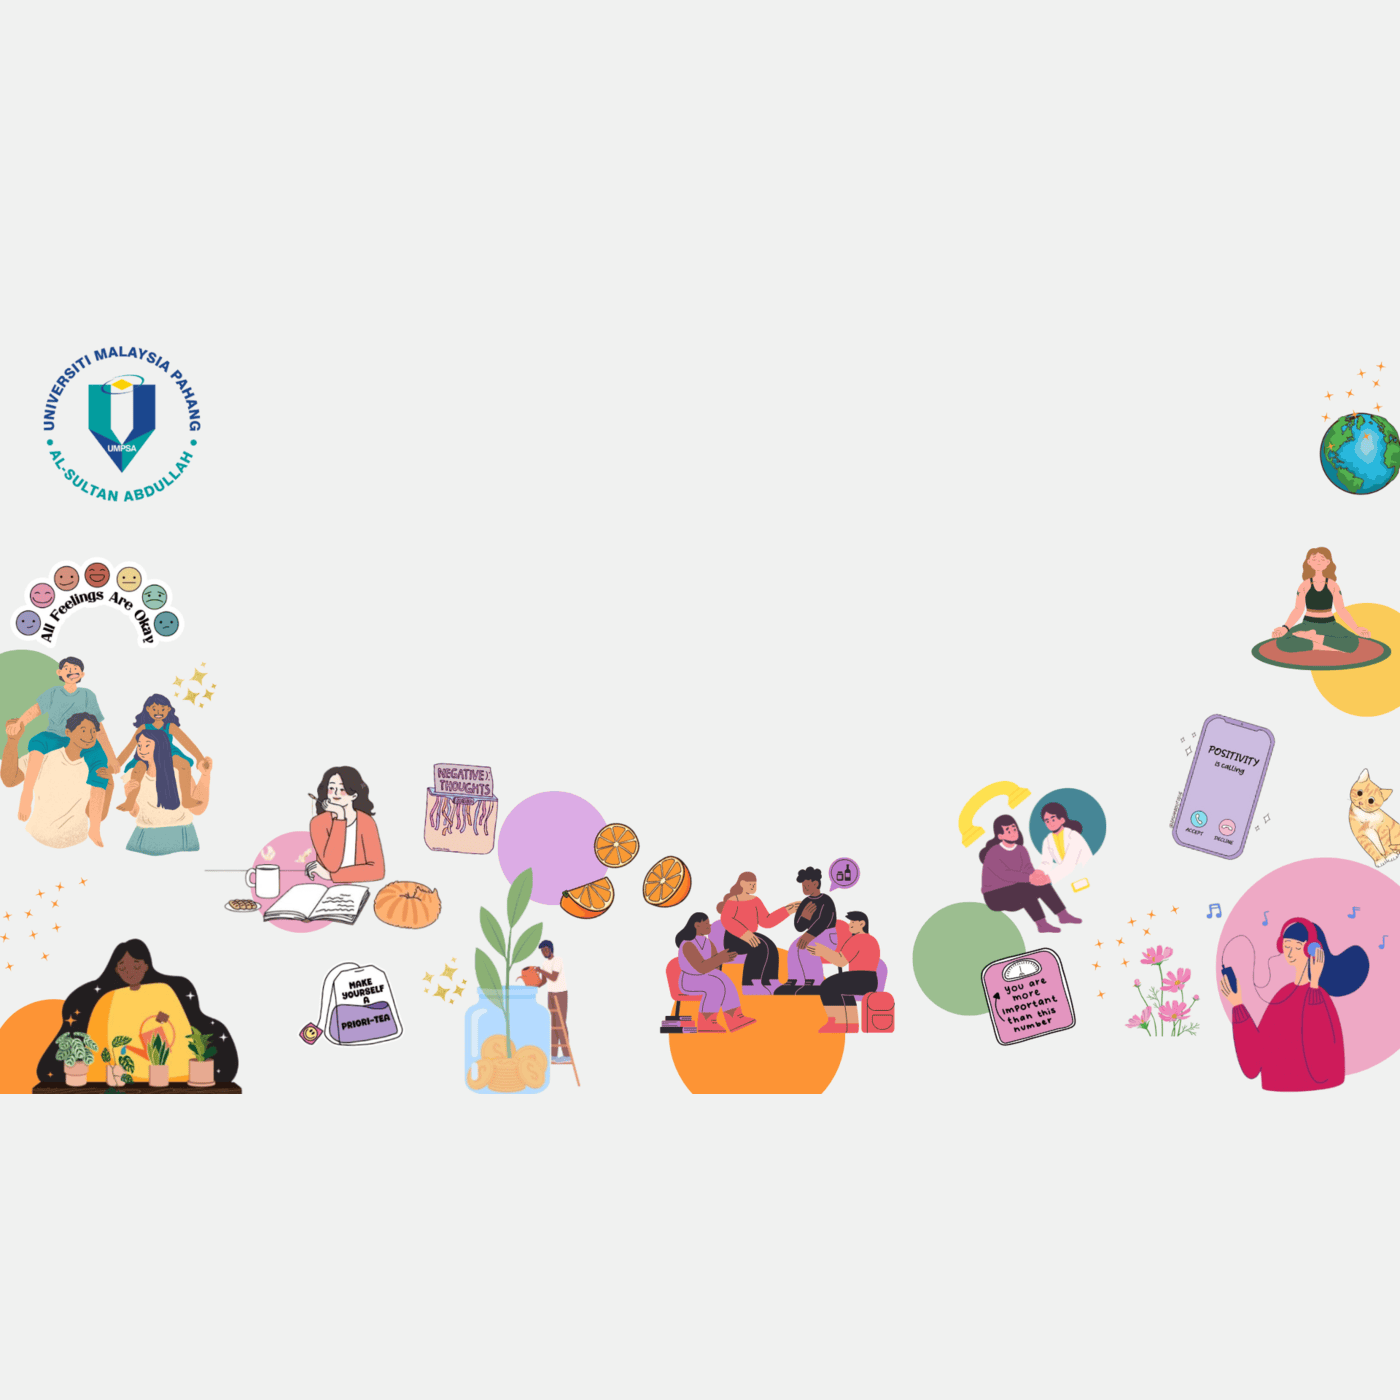 UNIVERSITI MALAYSIA PAHANG
AL-SULTAN ABDULLAH
UMPSA
All Feelings Are Okay
NEGATIVE
THOUGHTS
POSITIVITY
is calling
ACCEPT
DECLINE
MAKE
YOURSELF
A
PRIORI-TEA
you are
more
important
than this
number